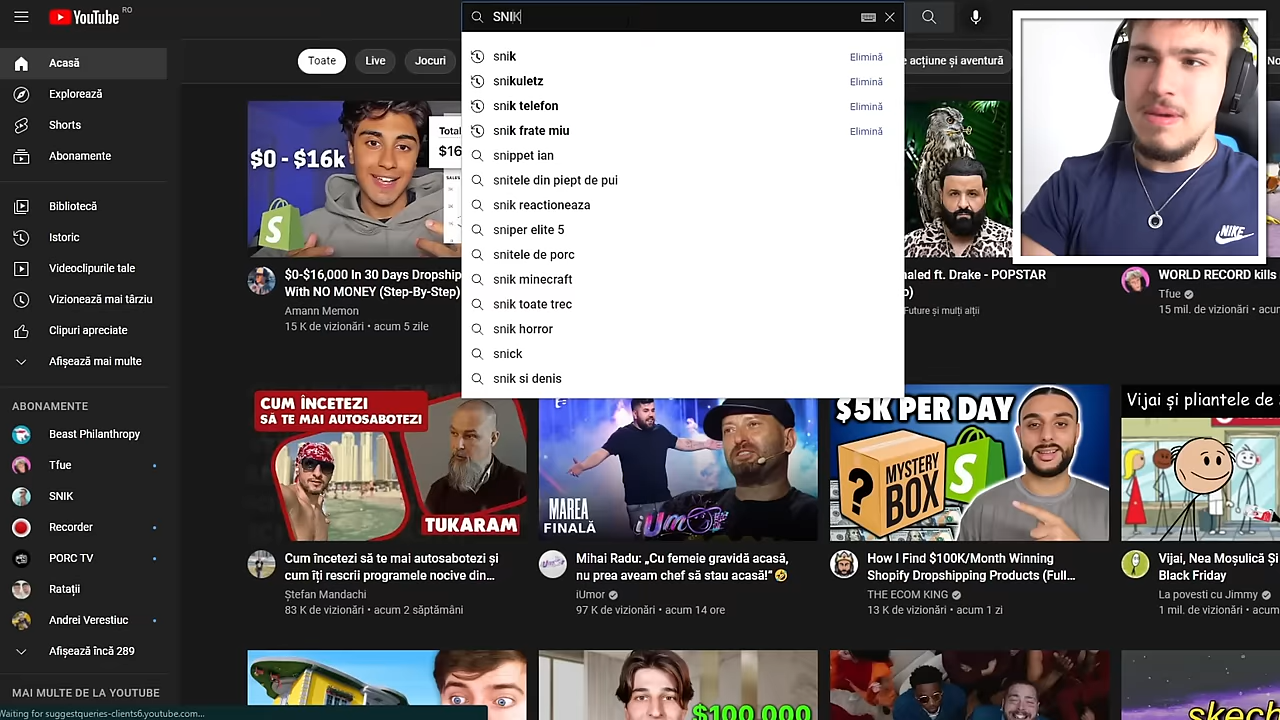 YouTube RO
SNIK
Acasă
Explorează
Shorts
Abonamente
Bibliotecă
Istoric
Videoclipurile tale
Vizionează mai târziu
Clipuri apreciate
Afișează mai multe
ABONAMENTE
Tfue
SNIK
Recorder
PORC TV
Ratații
Andrei Verestiuc
Afișează încă 289
MAI MULTE DE LA YOUTUBE
Waiting for suggestqueries-clients6.youtube.com...
Toate
Live
Jocuri
acțiune și aventură
snik Elimină
snikuletz Elimină
snik telefon Elimină
snik frate miu Elimină
snippet ian
snitele din piept de pui
snik reactioneaza
sniper elite 5
snitele de porc
snik minecraft
snik toate trec
snik horror
snick
snik si denis
NIKE
$0 - $16k
Total
$16
$0-$16,000 In 30 Days Dropship
With NO MONEY (Step-By-Step)
Amann Memon
15 K de vizionări • acum 5 zile
haled ft. Drake - POPSTAR
Future și mulți alții
WORLD RECORD kills
Tfue
15 mil. de vizionări • acum
CUM ÎNCETEZI
SĂ TE MAI AUTOSABOTEZI
TUKARAM
Cum încetezi să te mai autosabotezi și
cum îți rescrii programele nocive din...
Ștefan Mandachi
83 K de vizionări • acum 2 săptămâni
MAREA
FINALĂ
iUmor
Mihai Radu: „Cu femeie gravidă acasă,
nu prea aveam chef să stau acasă!” 🤣
iUmor
97 K de vizionări • acum 14 ore
$5K PER DAY
?
MYSTERY
BOX
How I Find $100K/Month Winning
Shopify Dropshipping Products (Full...
THE ECOM KING
13 K de vizionări • acum 1 zi
Vijai și pliantele de
Vijai, Nea Moșulică Și
Black Friday
La povesti cu Jimmy
1 mil. de vizionări • acum
$100,000